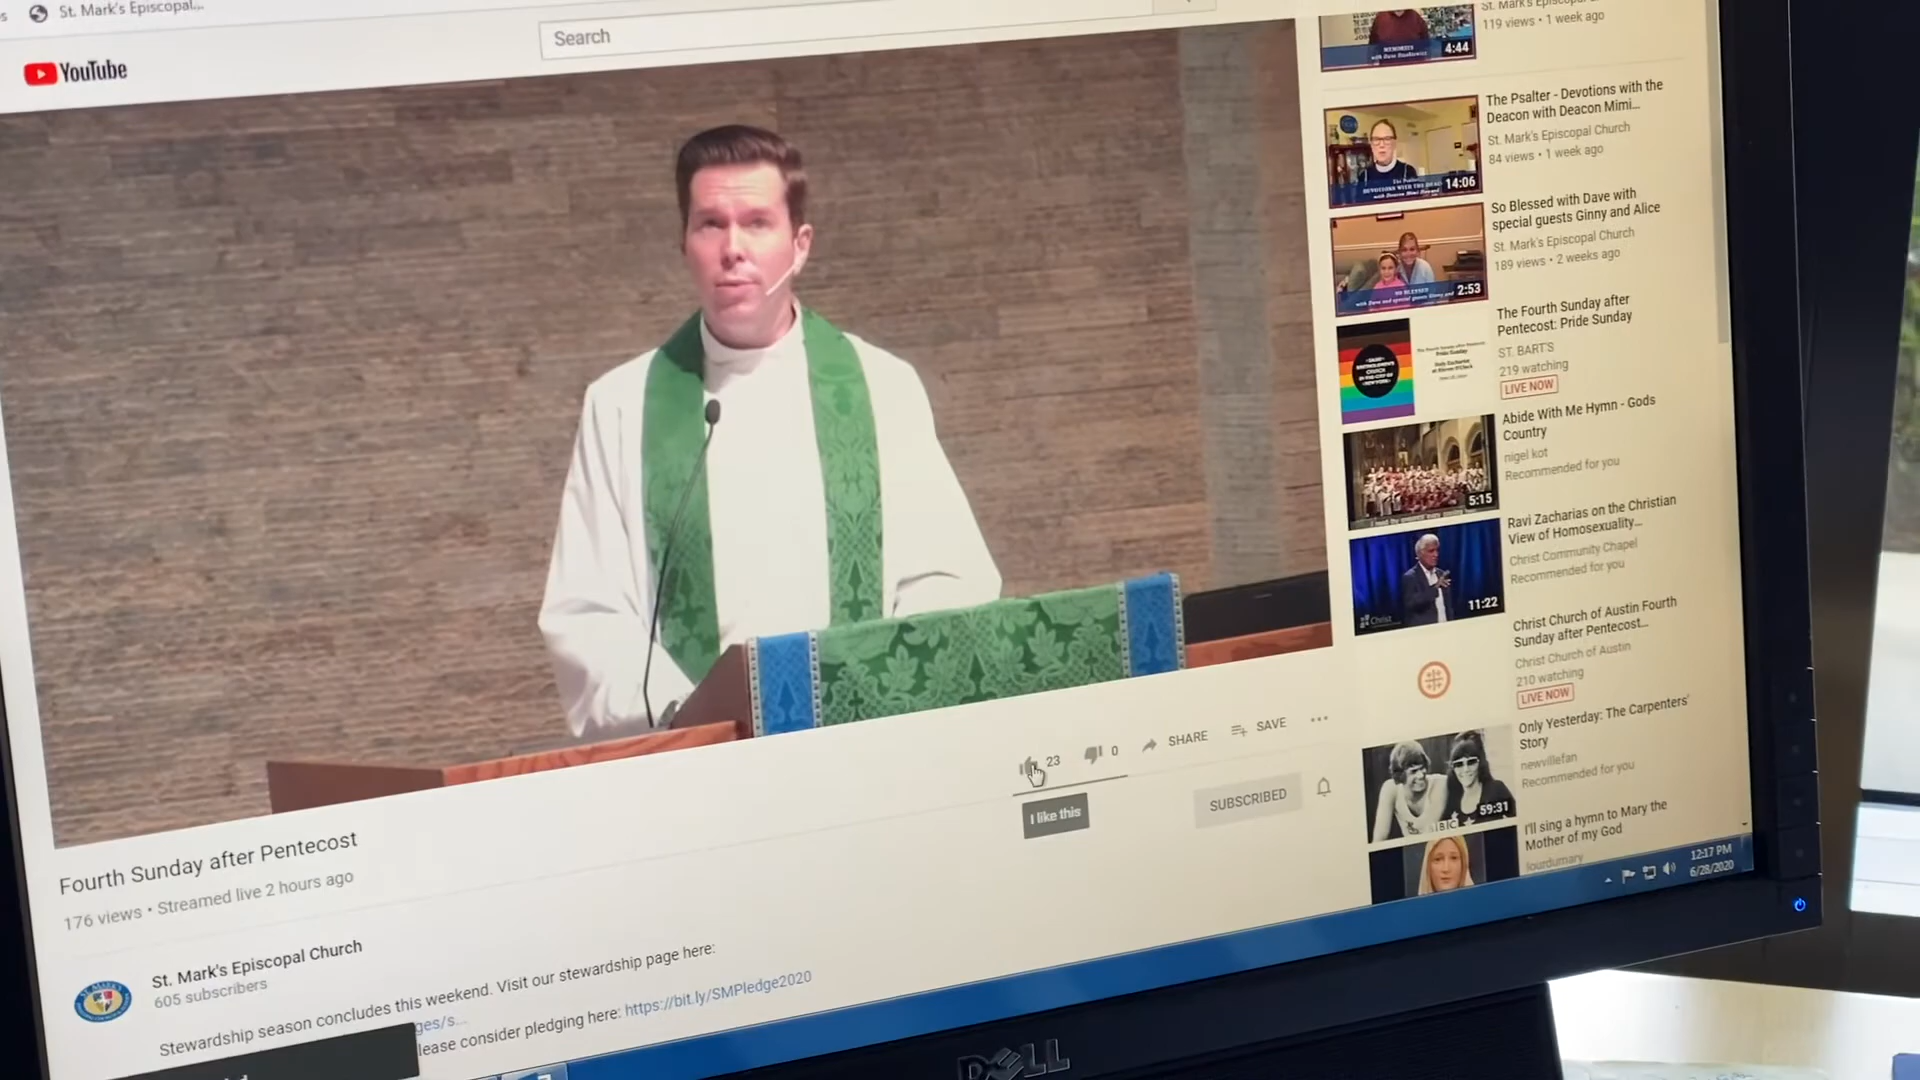 St. Mark's Episcopal...
YouTube
Search
Fourth Sunday after Pentecost
176 views • Streamed live 2 hours ago
23
0
SHARE
SAVE
I like this
SUBSCRIBED
St. Mark's Episcopal Church
605 subscribers
Stewardship season concludes this weekend. Visit our stewardship page here:
ges/s...
lease consider pledging here: https://bit.ly/SMPledge2020
119 views • 1 week ago
4:44
The Psalter - Devotions with the
Deacon with Deacon Mimi...
St. Mark's Episcopal Church
84 views • 1 week ago
14:06
So Blessed with Dave with
special guests Ginny and Alice
St. Mark's Episcopal Church
189 views • 2 weeks ago
2:53
The Fourth Sunday after
Pentecost: Pride Sunday
ST. BART'S
219 watching
LIVE NOW
Abide With Me Hymn - Gods
Country
nigel kot
Recommended for you
5:15
Ravi Zacharias on the Christian
View of Homosexuality...
Christ Community Chapel
Recommended for you
11:22
Christ
Christ Church of Austin Fourth
Sunday after Pentecost...
Christ Church of Austin
210 watching
LIVE NOW
Only Yesterday: The Carpenters'
Story
newvillefan
Recommended for you
59:31
BBC
I'll sing a hymn to Mary the
Mother of my God
lourdumary
12:17 PM
6/28/2020
DELL